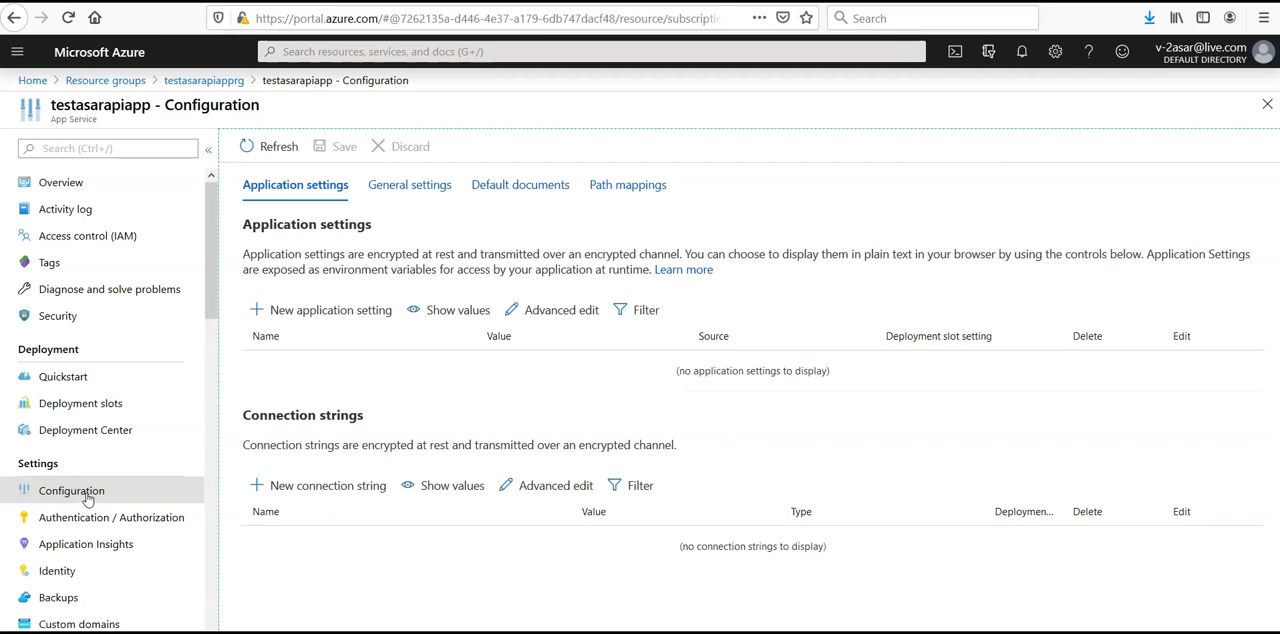 https://portal.azure.com/#@7262135a-d446-4e37-a179-6db747dacf48/resource/subscriptic
Search
Microsoft Azure
Search resources, services, and docs (G+/)
v-2asar@live.com
DEFAULT DIRECTORY
Home > Resource groups > testasarapiapprg > testasarapiapp - Configuration
testasarapiapp - Configuration
App Service
Search (Ctrl+/)
«
Overview
Activity log
Access control (IAM)
Tags
Diagnose and solve problems
Security
Deployment
Quickstart
Deployment slots
Deployment Center
Settings
Configuration
Authentication / Authorization
Application Insights
Identity
Backups
Custom domains
Refresh
Save
Discard
Application settings
General settings
Default documents
Path mappings
Application settings
Application settings are encrypted at rest and transmitted over an encrypted channel. You can choose to display them in plain text in your browser by using the controls below. Application Settings
are exposed as environment variables for access by your application at runtime. Learn more
New application setting
Show values
Advanced edit
Filter
Name
Value
Source
Deployment slot setting
Delete
Edit
(no application settings to display)
Connection strings
Connection strings are encrypted at rest and transmitted over an encrypted channel.
New connection string
Show values
Advanced edit
Filter
Name
Value
Type
Deploymen...
Delete
Edit
(no connection strings to display)